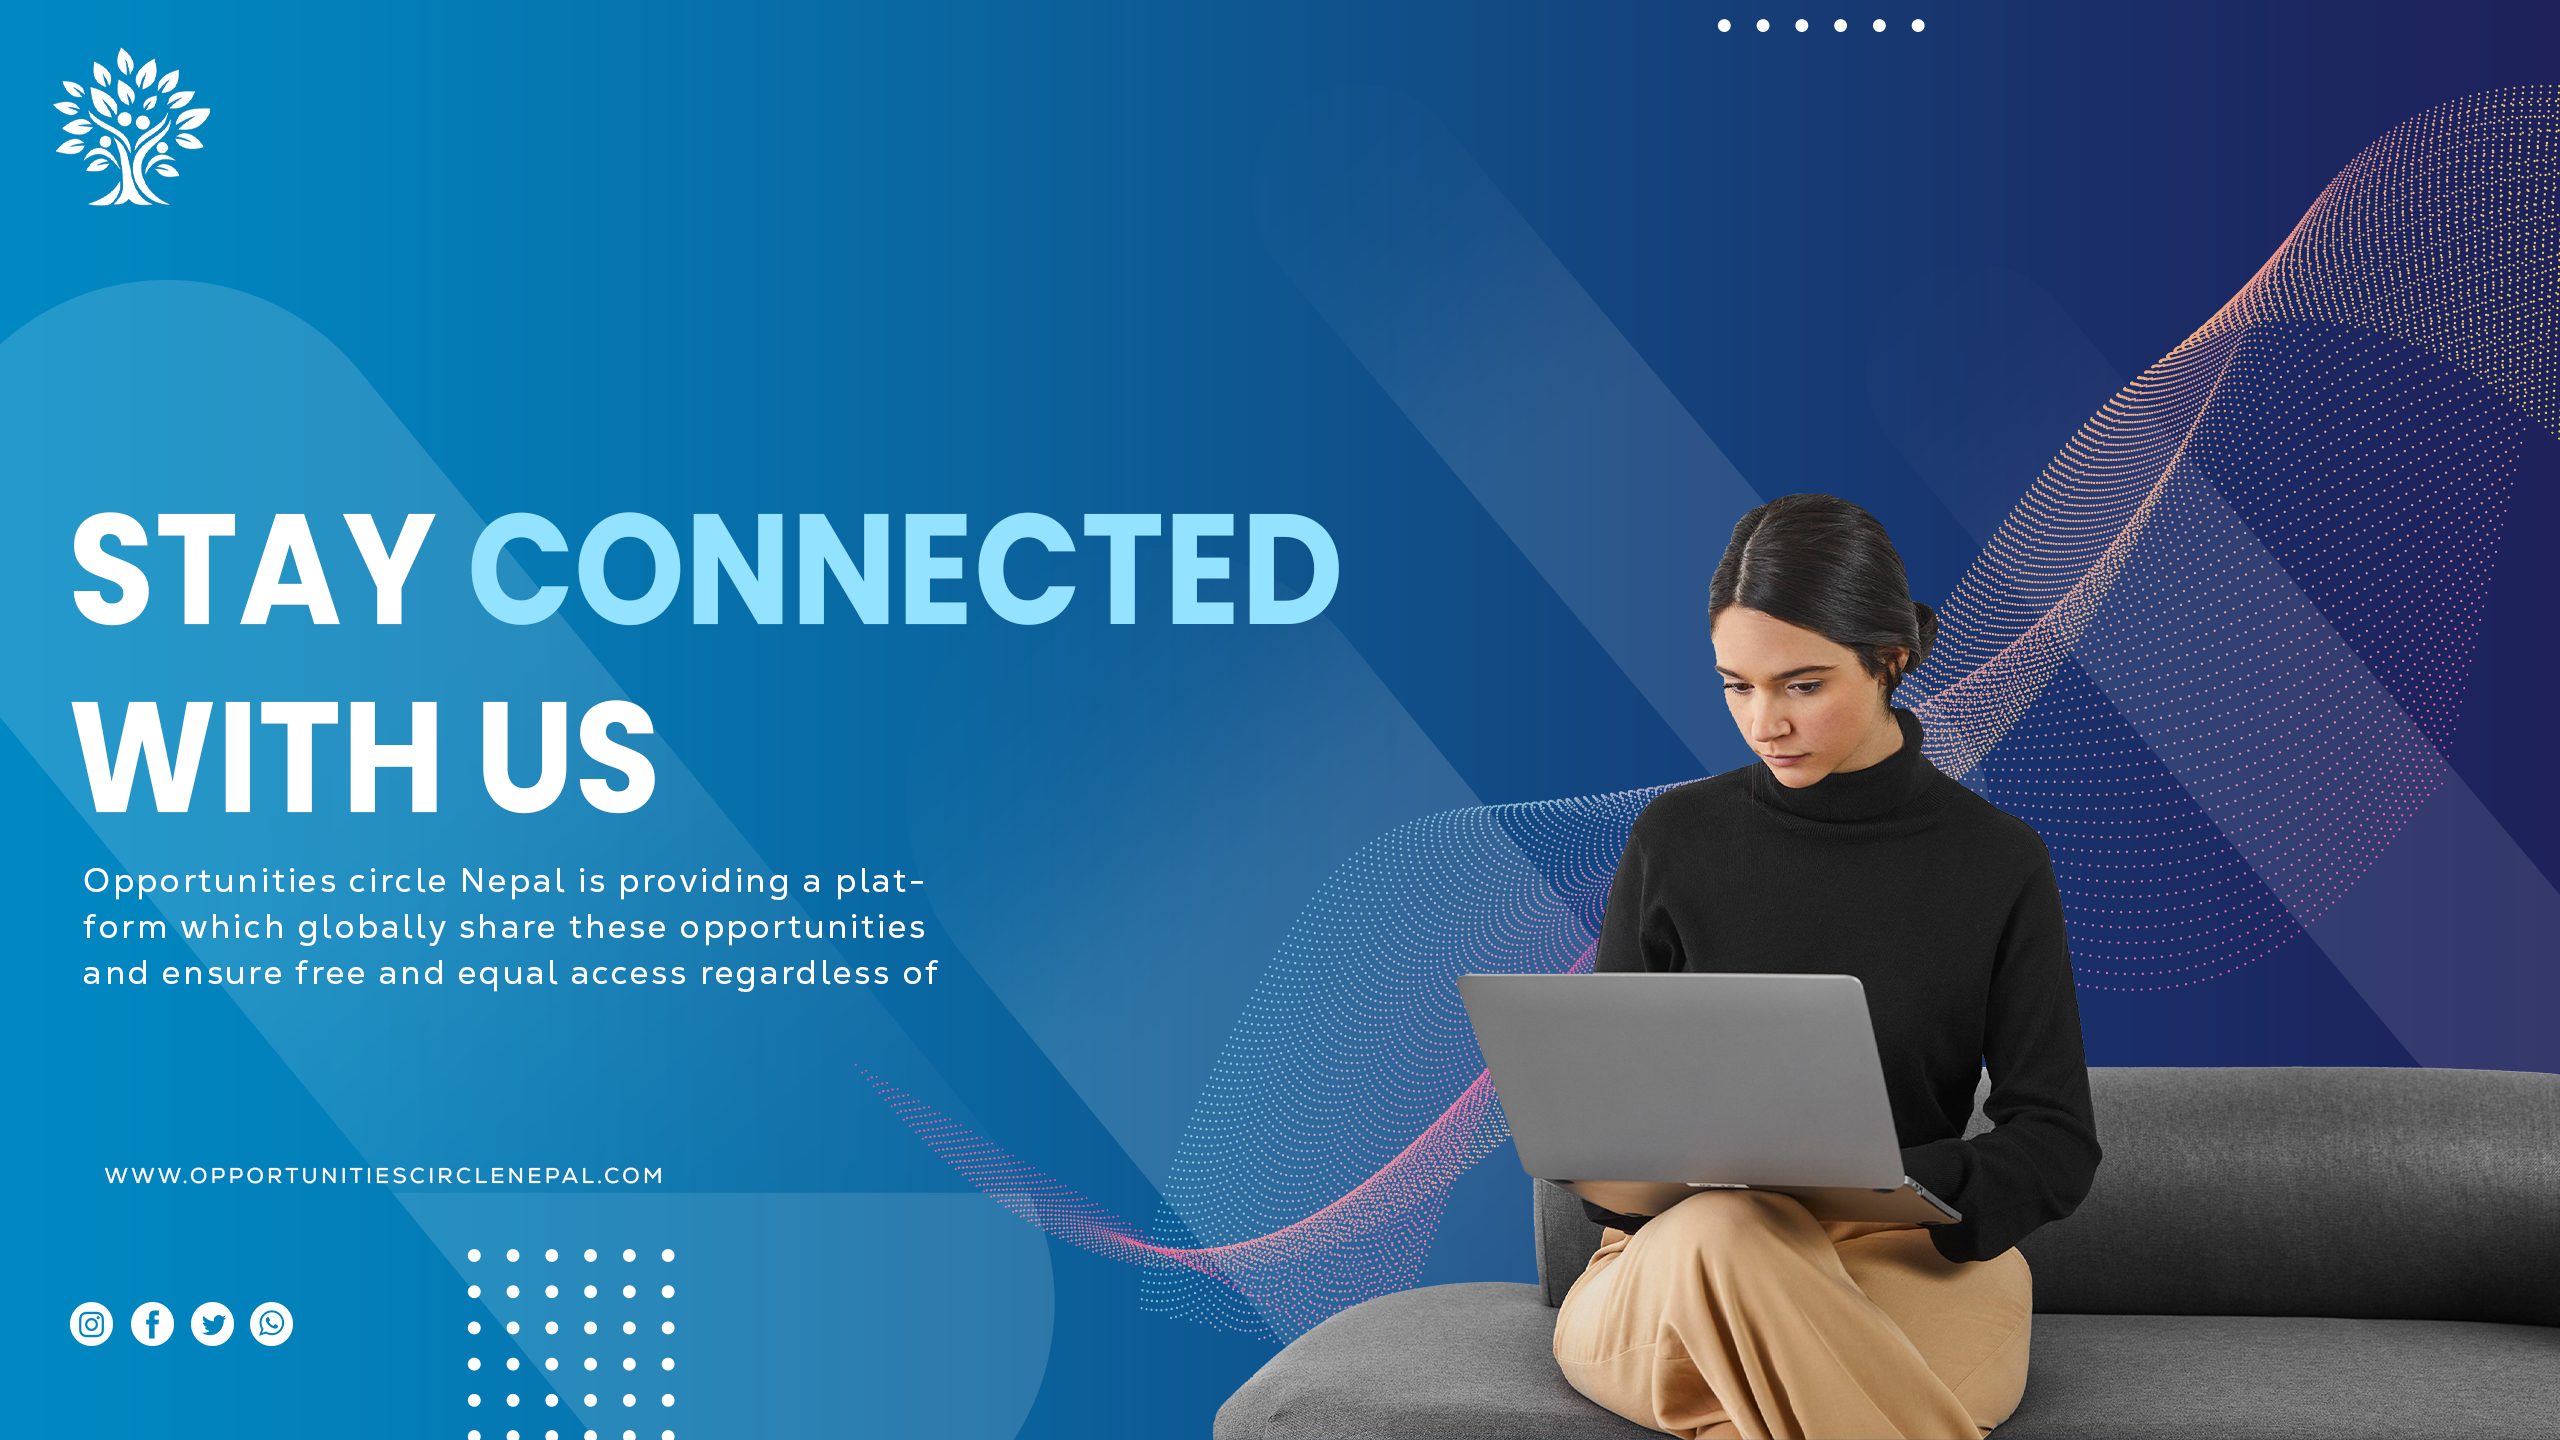 STAY CONNECTED
WITH US
Opportunities circle Nepal is providing a plat-
form which globally share these opportunities
and ensure free and equal access regardless of
WWW.OPPORTUNITIESCIRCLENEPAL.COM